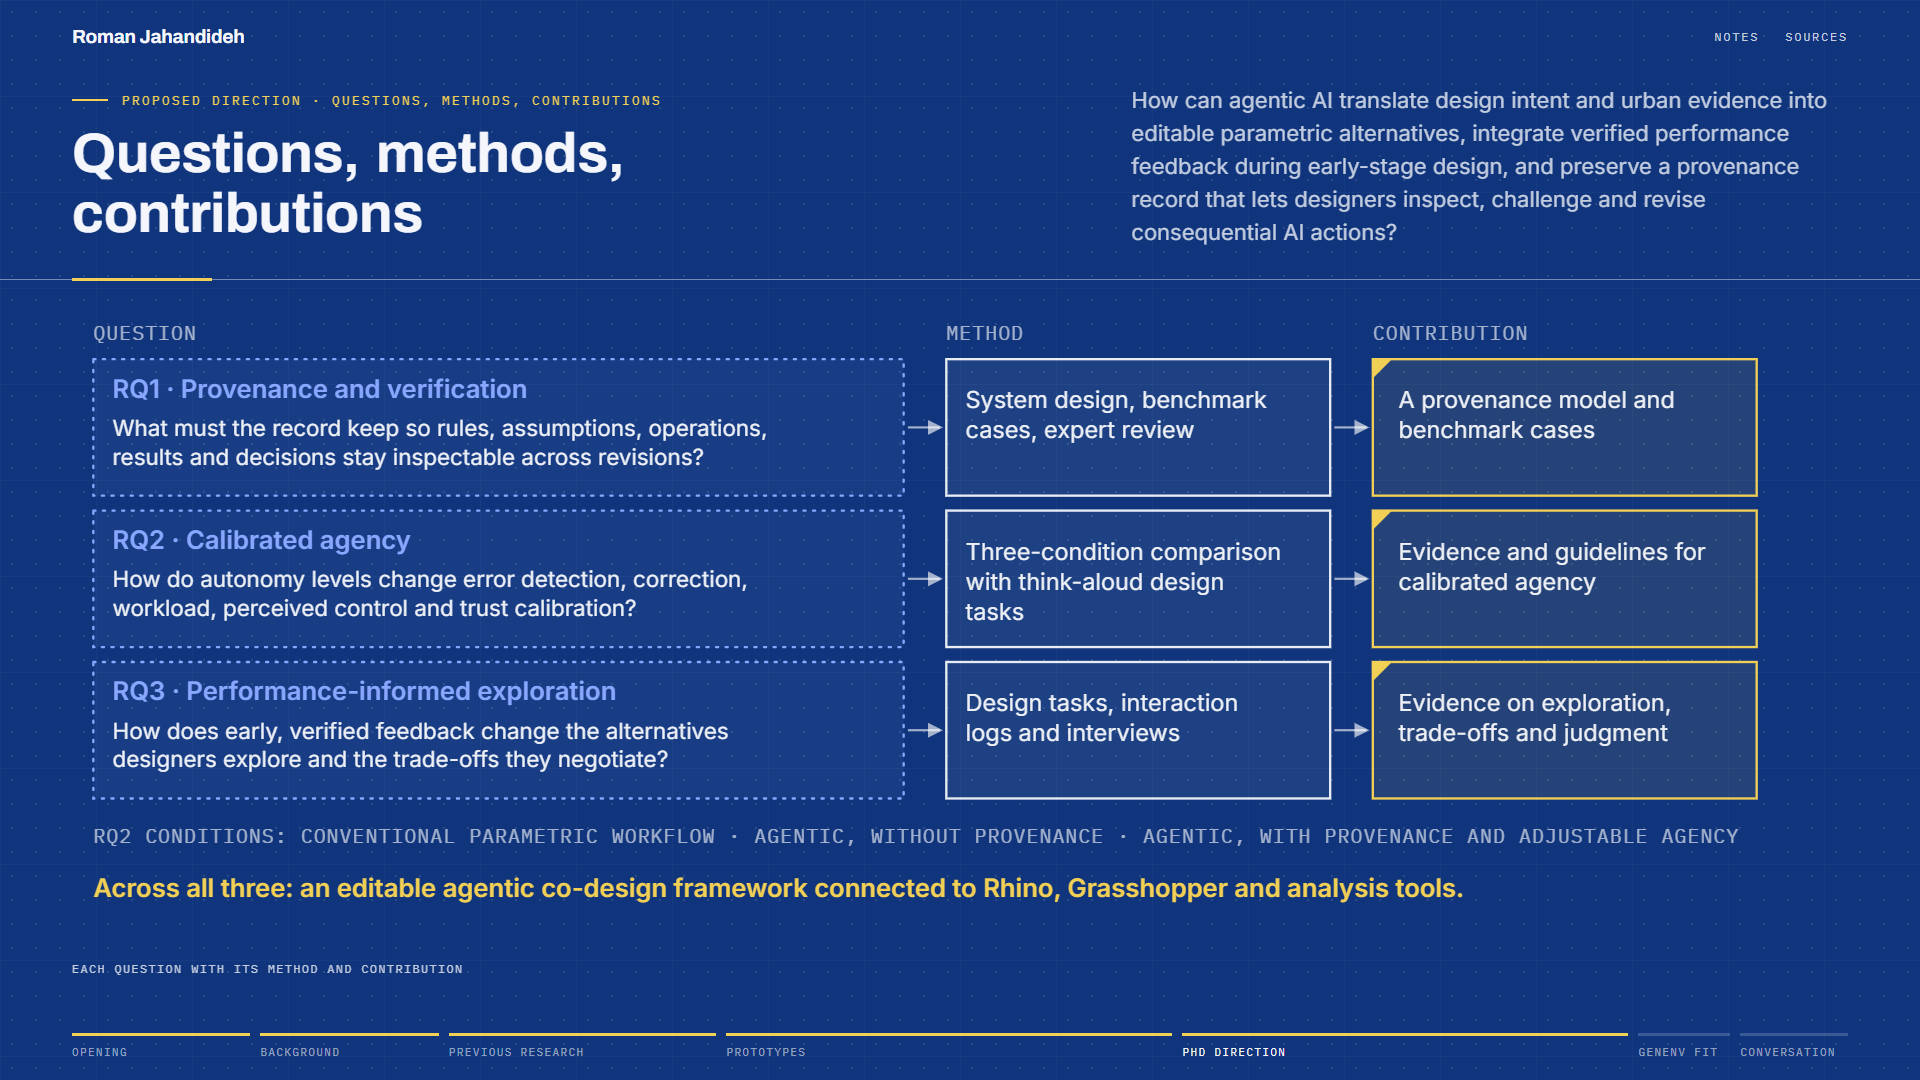 Roman Jahandideh
NOTES SOURCES
PROPOSED DIRECTION · QUESTIONS, METHODS, CONTRIBUTIONS
Questions, methods,
contributions
How can agentic AI translate design intent and urban evidence into
editable parametric alternatives, integrate verified performance
feedback during early-stage design, and preserve a provenance
record that lets designers inspect, challenge and revise
consequential AI actions?
QUESTION
METHOD
CONTRIBUTION
RQ1 · Provenance and verification
What must the record keep so rules, assumptions, operations,
results and decisions stay inspectable across revisions?
System design, benchmark
cases, expert review
A provenance model and
benchmark cases
RQ2 · Calibrated agency
How do autonomy levels change error detection, correction,
workload, perceived control and trust calibration?
Three-condition comparison
with think-aloud design
tasks
Evidence and guidelines for
calibrated agency
RQ3 · Performance-informed exploration
How does early, verified feedback change the alternatives
designers explore and the trade-offs they negotiate?
Design tasks, interaction
logs and interviews
Evidence on exploration,
trade-offs and judgment
RQ2 CONDITIONS: CONVENTIONAL PARAMETRIC WORKFLOW · AGENTIC, WITHOUT PROVENANCE · AGENTIC, WITH PROVENANCE AND ADJUSTABLE AGENCY
Across all three: an editable agentic co-design framework connected to Rhino, Grasshopper and analysis tools.
EACH QUESTION WITH ITS METHOD AND CONTRIBUTION
OPENING
BACKGROUND
PREVIOUS RESEARCH
PROTOTYPES
PHD DIRECTION
GENENV FIT
CONVERSATION